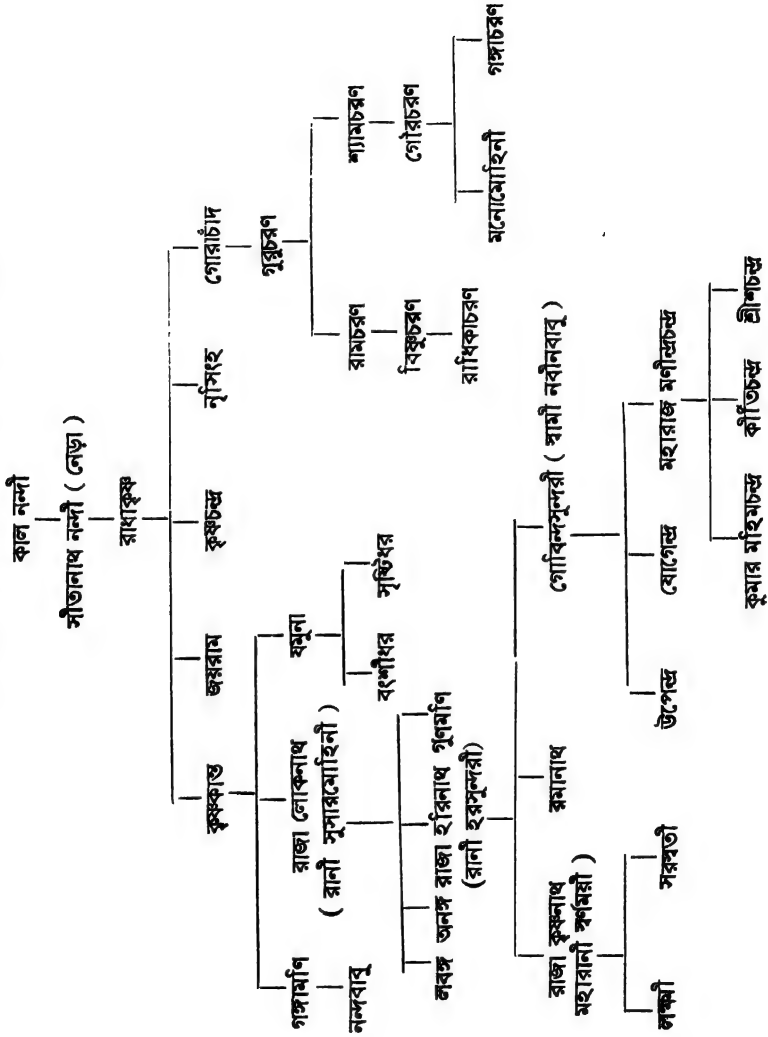 কাল নন্দী
সীতানাথ নন্দী ( নেড়া )
রাধাকৃষ্ণ
কৃষ্ণকান্ত জয়রাম কৃষ্ণচন্দ্র নৃসিংহ গোরাচাঁদ
গুরুচরণ
গঙ্গামণি রাজা লোকনাথ যমুনা
( রানী সুসারমোহিনী )
রামচরণ শ্যামচরণ
নন্দবাবু
বংশীধর সৃষ্টিধর
বিষ্ণুচরণ গৌরচরণ
রাধিকাচরণ
মনোমোহিনী গঙ্গাচরণ
লবঙ্গ অনঙ্গ রাজা হরিনাথ গুণমণি
(রানী হরসুন্দরী)
রাজা কৃষ্ণনাথ রমানাথ গোবিন্দসুন্দরী ( স্বামী নবীনবাবু )
মহারানী স্বর্ণময়ী )
লক্ষ্মী সরস্বতী
উপেন্দ্র যোগেন্দ্র মহারাজ মণীন্দ্রচন্দ্র
কুমার মহিমচন্দ্র কীর্তিচন্দ্র শ্রীশচন্দ্র